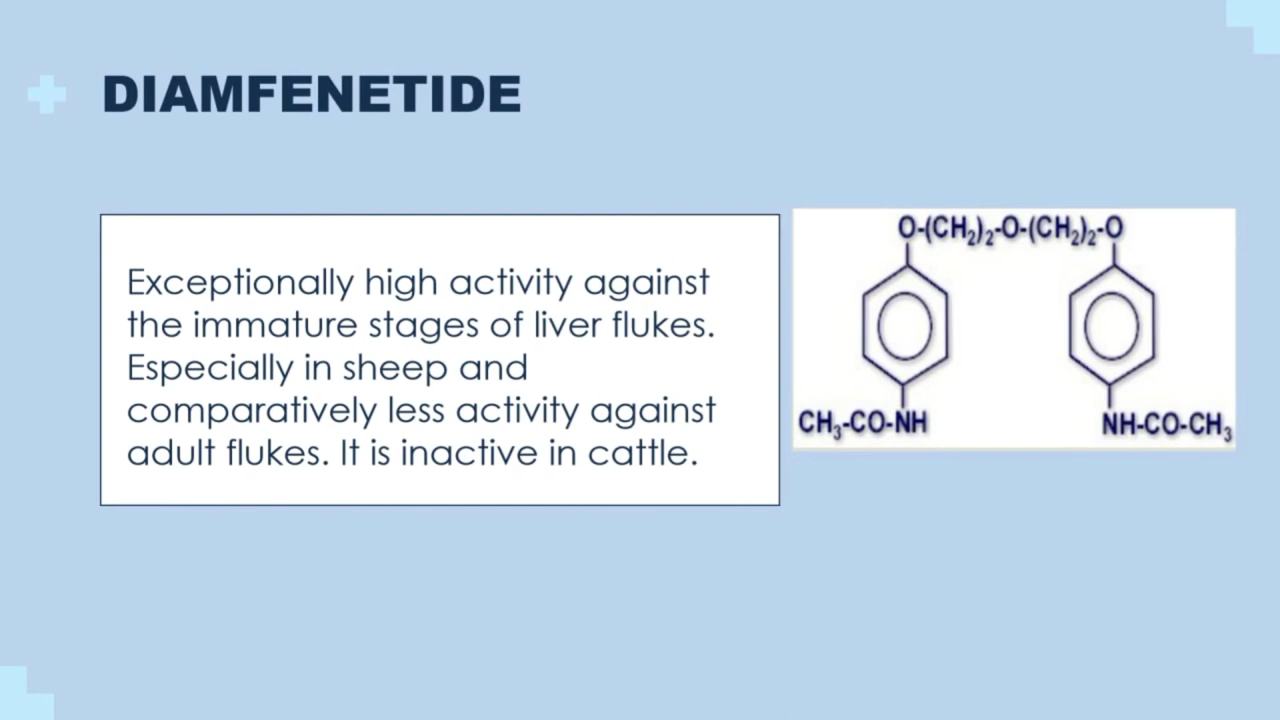 DIAMFENETIDE
Exceptionally high activity against
the immature stages of liver flukes.
Especially in sheep and
comparatively less activity against
adult flukes. It is inactive in cattle.
O-(CH₂)₂-O-(CH₂)₂-O
CH₃-CO-NH
NH-CO-CH₃